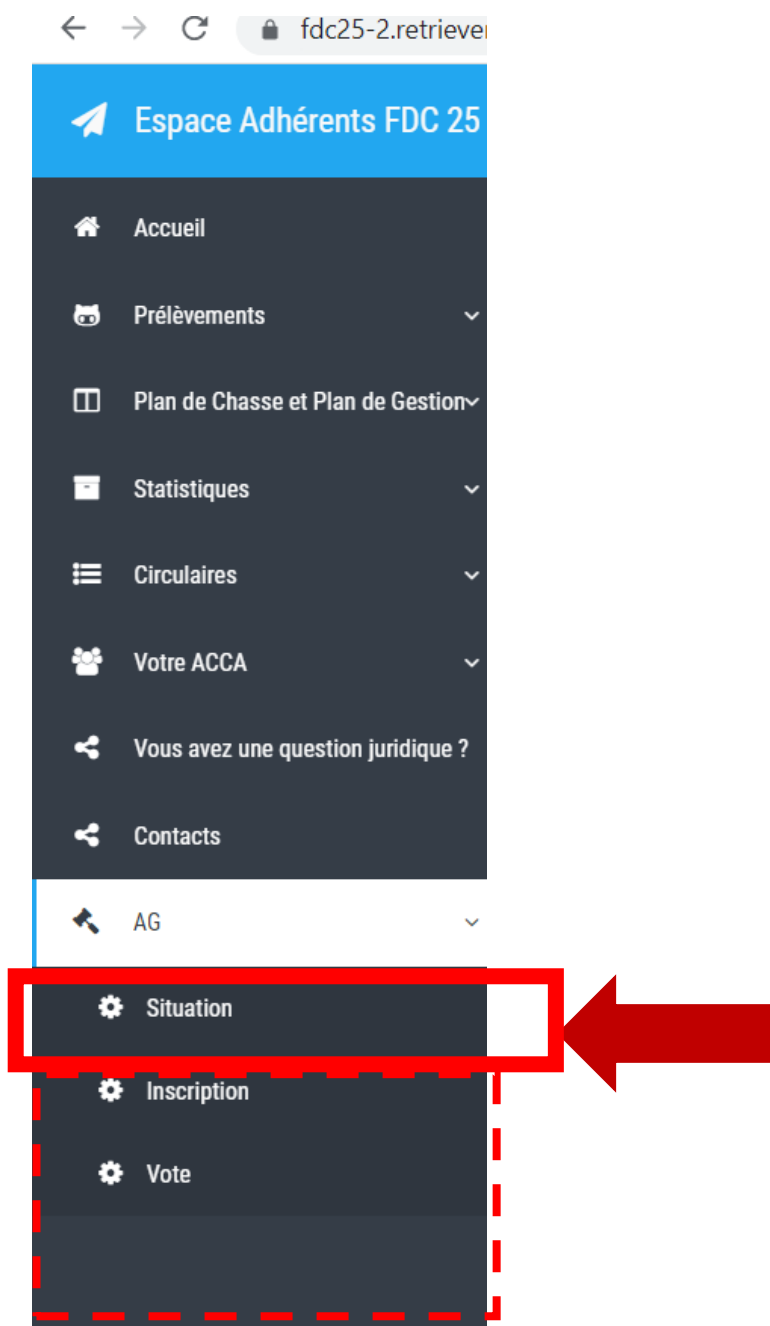 fdc25-2.retriever
Espace Adhérents FDC 25
Accueil
Prélèvements
Plan de Chasse et Plan de Gestion
Statistiques
Circulaires
Votre ACCA
Vous avez une question juridique ?
Contacts
AG
Situation
Inscription
Vote